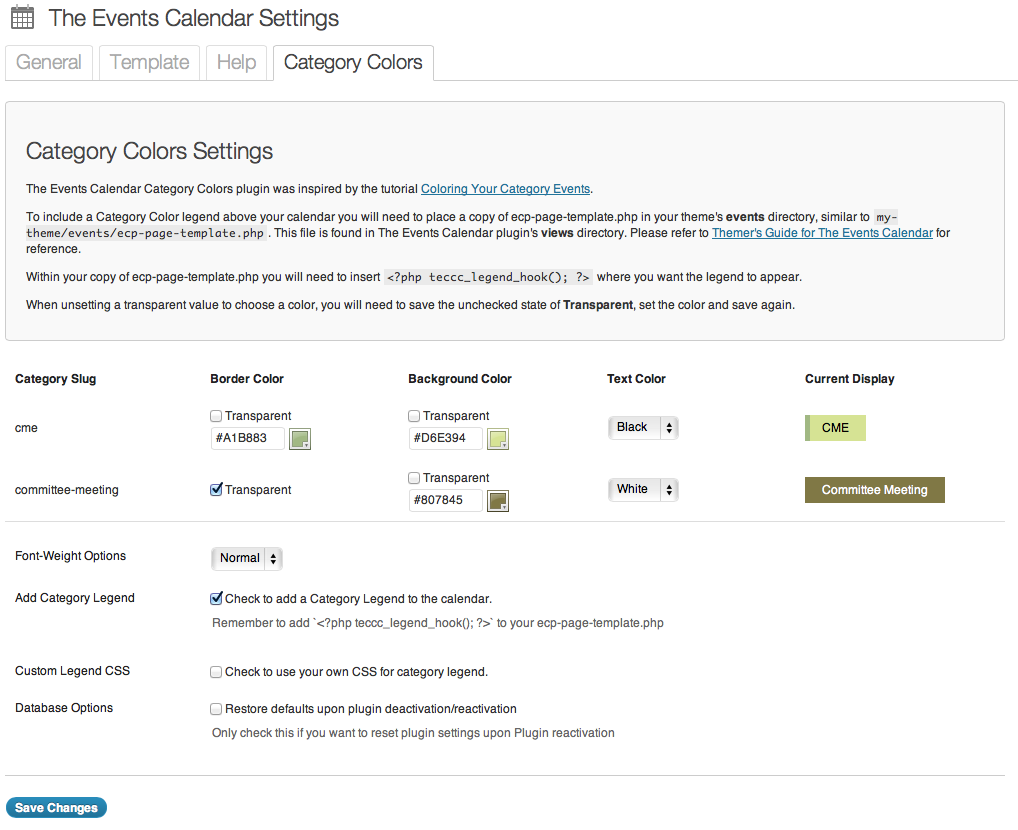 The Events Calendar Settings
General Template Help Category Colors
Category Colors Settings
The Events Calendar Category Colors plugin was inspired by the tutorial Coloring Your Category Events.
To include a Category Color legend above your calendar you will need to place a copy of ecp-page-template.php in your theme's events directory, similar to my-
theme/events/ecp-page-template.php . This file is found in The Events Calendar plugin's views directory. Please refer to Themer's Guide for The Events Calendar for
reference.
Within your copy of ecp-page-template.php you will need to insert <?php teccc_legend_hook(); ?> where you want the legend to appear.
When unsetting a transparent value to choose a color, you will need to save the unchecked state of Transparent, set the color and save again.
Category Slug Border Color Background Color Text Color Current Display
Transparent Transparent
cme Black CME
#A1B883 #D6E394
Transparent
committee-meeting Transparent White Committee Meeting
#807845
Font-Weight Options Normal
Add Category Legend Check to add a Category Legend to the calendar.
Remember to add `<?php teccc_legend_hook(); ?>` to your ecp-page-template.php
Custom Legend CSS Check to use your own CSS for category legend.
Database Options Restore defaults upon plugin deactivation/reactivation
Only check this if you want to reset plugin settings upon Plugin reactivation
Save Changes